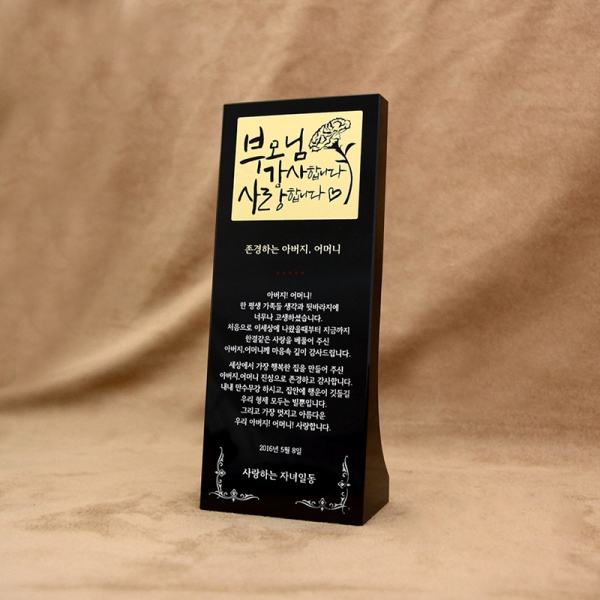 부모님
감사합니다
사랑합니다
존경하는 아버지, 어머니
아버지! 어머니!
한 평생 가족들 생각과 뒷바라지에
너무나 고생하셨습니다.
처음으로 이세상에 나왔을때부터 지금까지
한결같은 사랑을 베풀어 주신
아버지,어머니께 마음속 깊이 감사드립니다.
세상에서 가장 행복한 집을 만들어 주신
아버지,어머니 진심으로 존경하고 감사합니다.
내내 만수무강 하시고, 집안에 행운이 깃들길
우리 형제 모두는 빌뿐입니다.
그리고 가장 멋지고 아름다운
우리 아버지! 어머니! 사랑합니다.
2016년 5월 8일
사랑하는 자녀일동